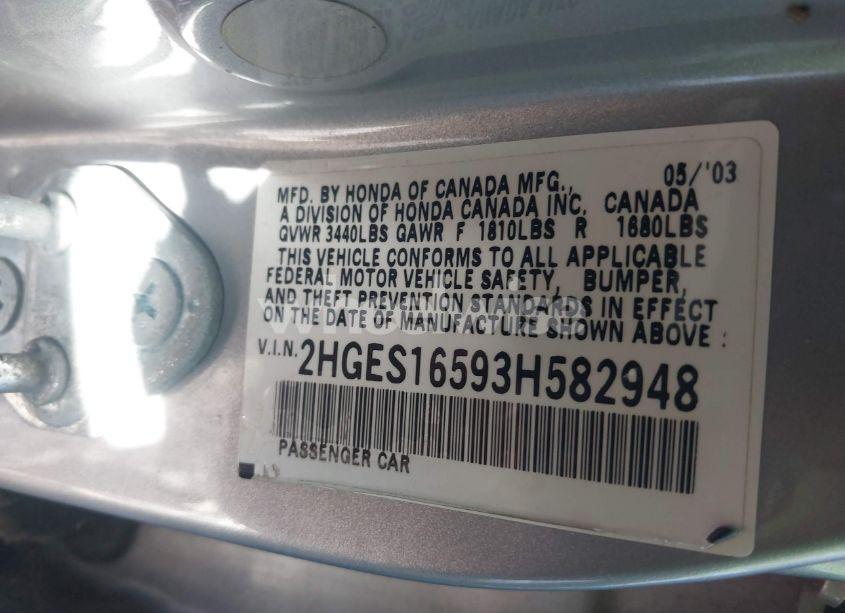 05/'03
MFD. BY HONDA OF CANADA MFG.,
A DIVISION OF HONDA CANADA INC, CANADA
GVWR 3440LBS GAWR F 1810LBS R 1680LBS
THIS VEHICLE CONFORMS TO ALL APPLICABLE
FEDERAL MOTOR VEHICLE SAFETY, BUMPER,
AND THEFT PREVENTION STANDARDS IN EFFECT
ON THE DATE OF MANUFACTURE SHOWN ABOVE :
V.I.N. 2HGES16593H582948
PASSENGER CAR